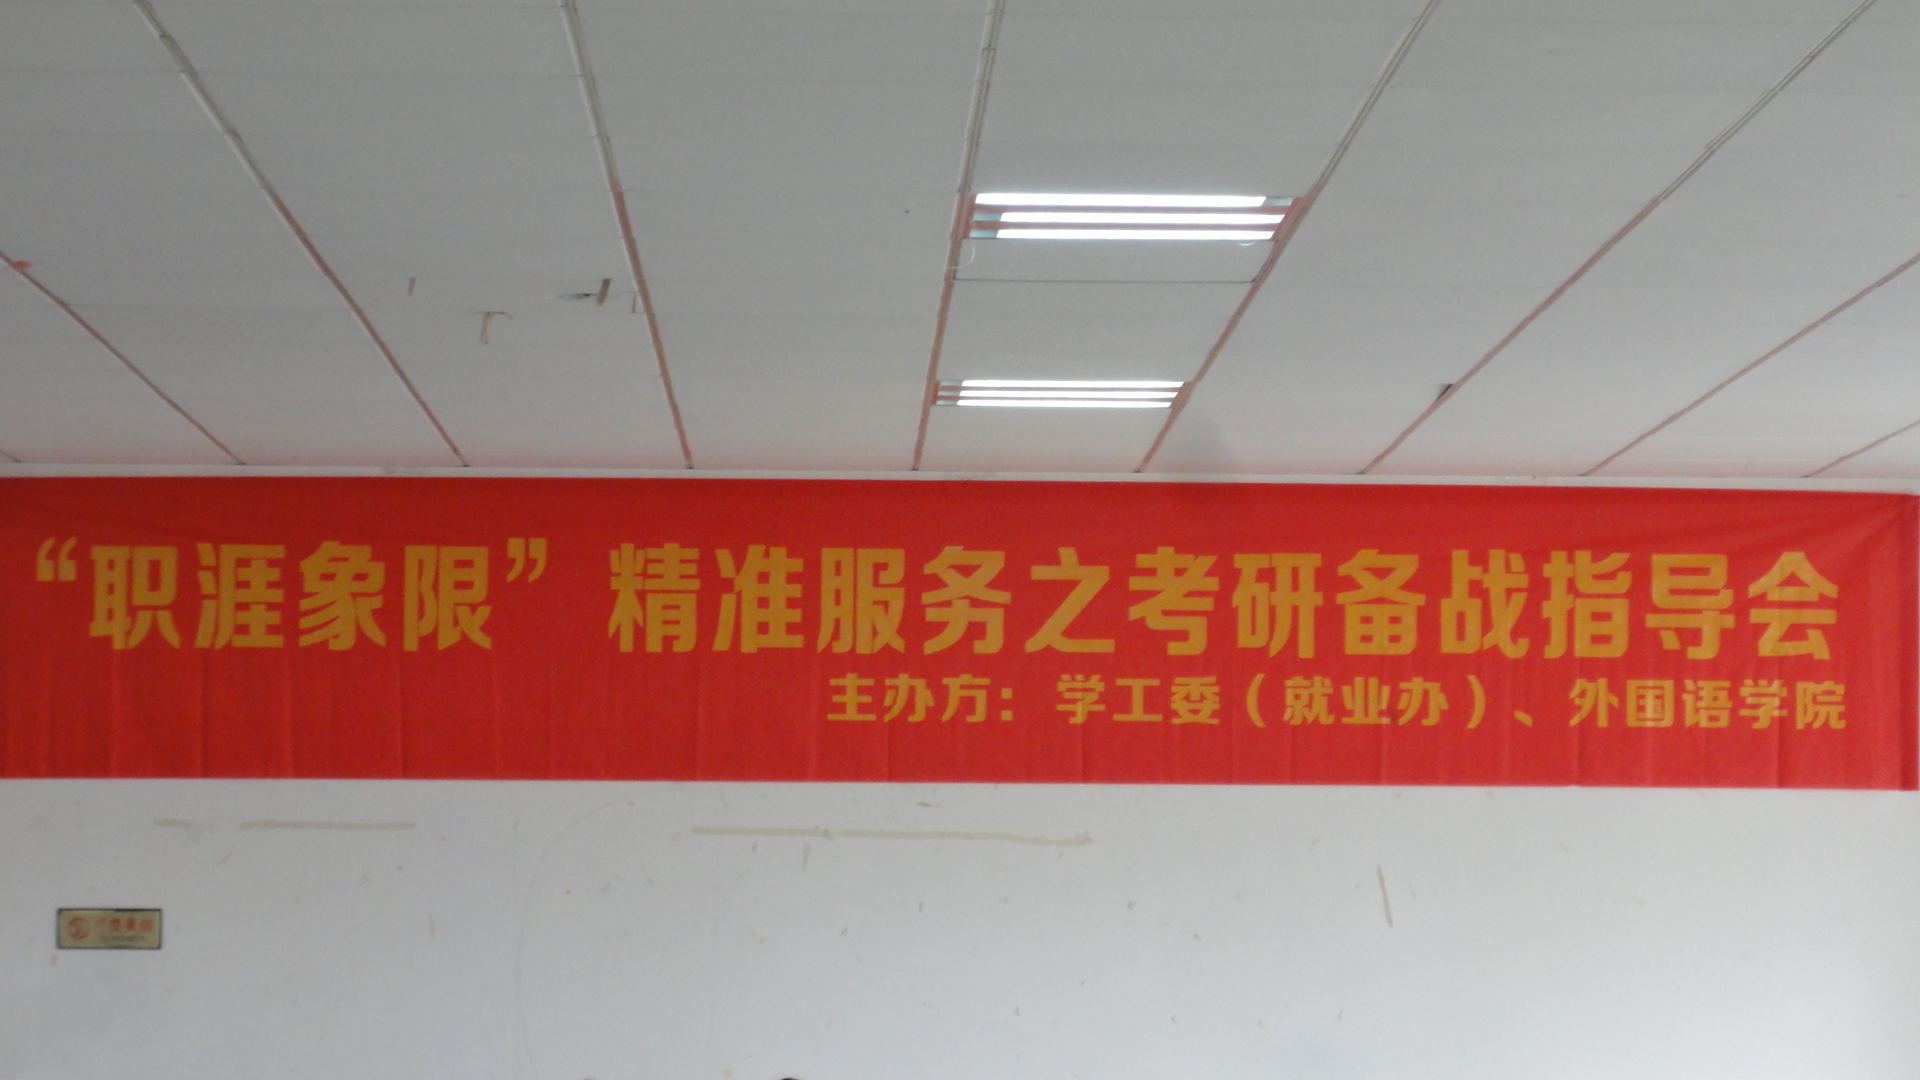 “职涯象限” 精准服务之考研备战指导会
主办方：学工委（就业办）、外国语学院